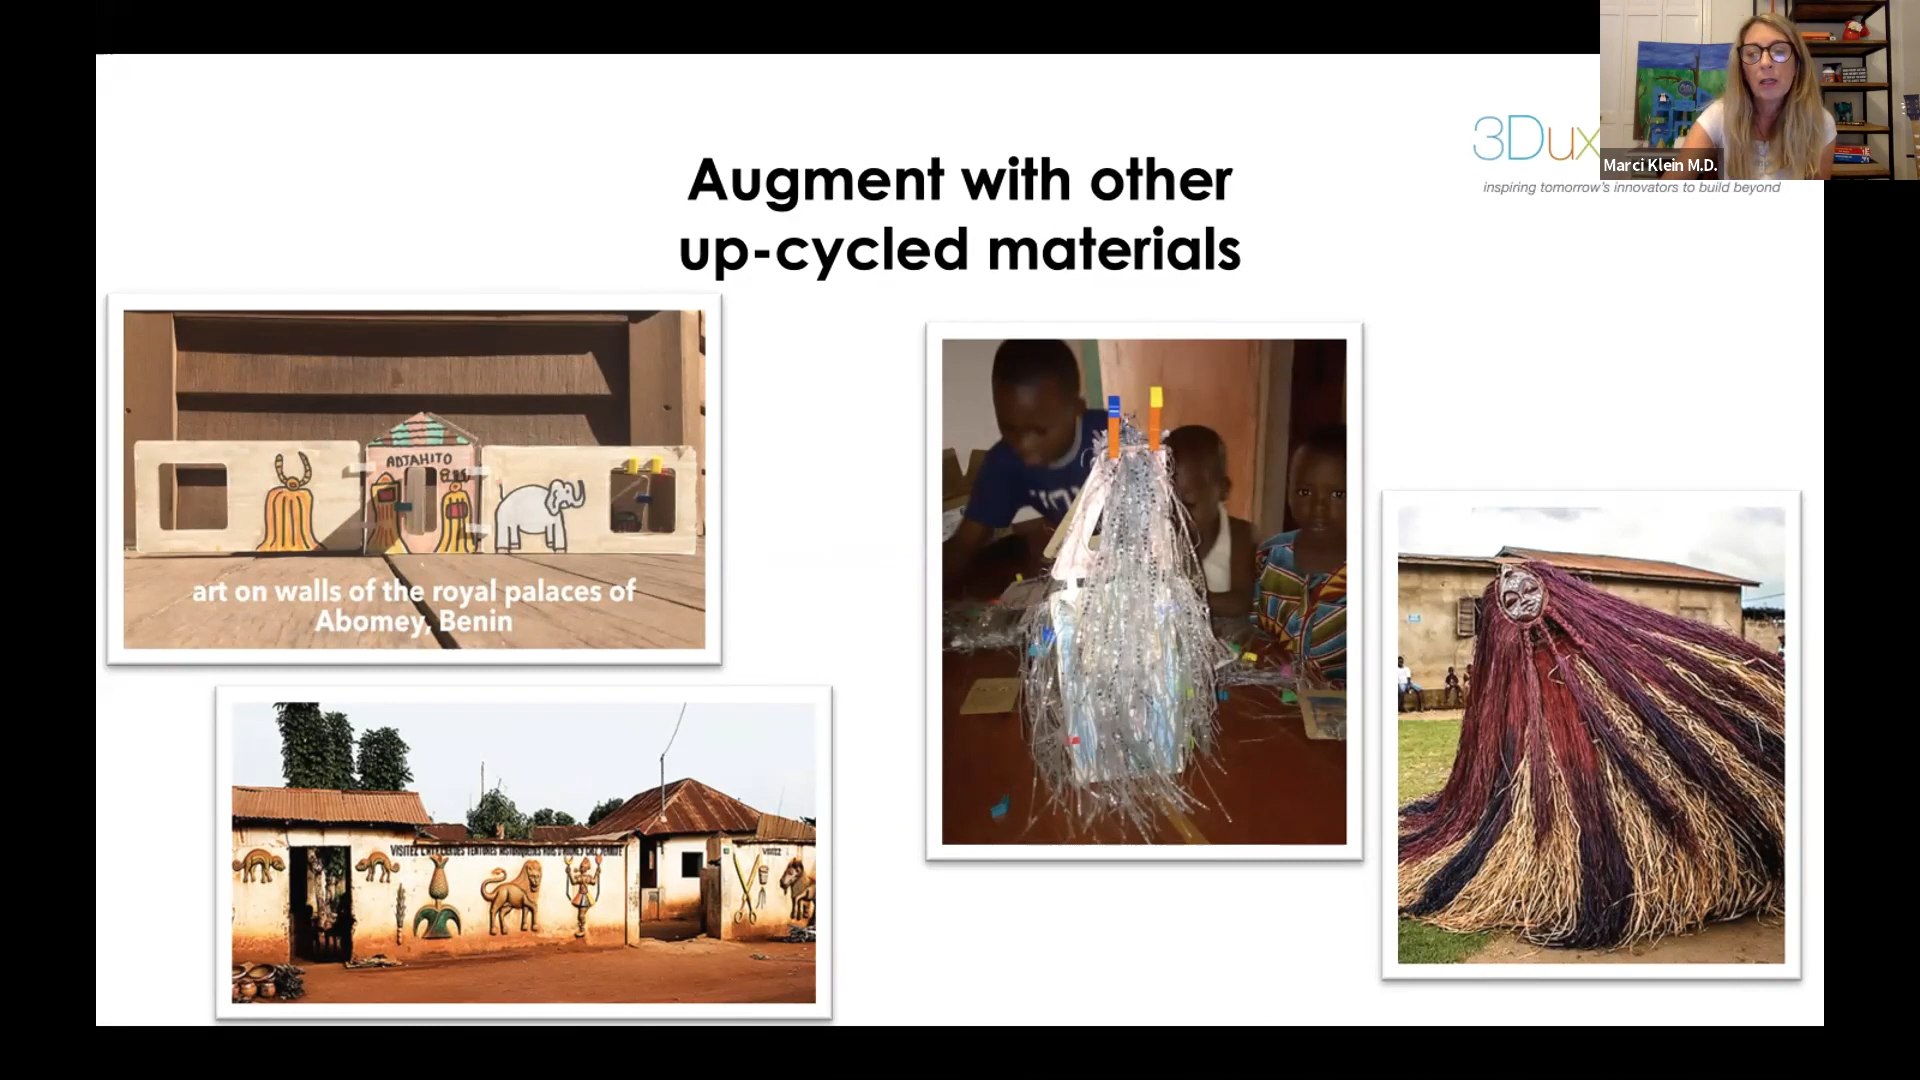 Augment with other
up-cycled materials
3Dux
inspiring tomorrow's innovators to build beyond
Marci Klein M.D.
ADJAHITO
art on walls of the royal palaces of
Abomey, Benin
VISITEZ